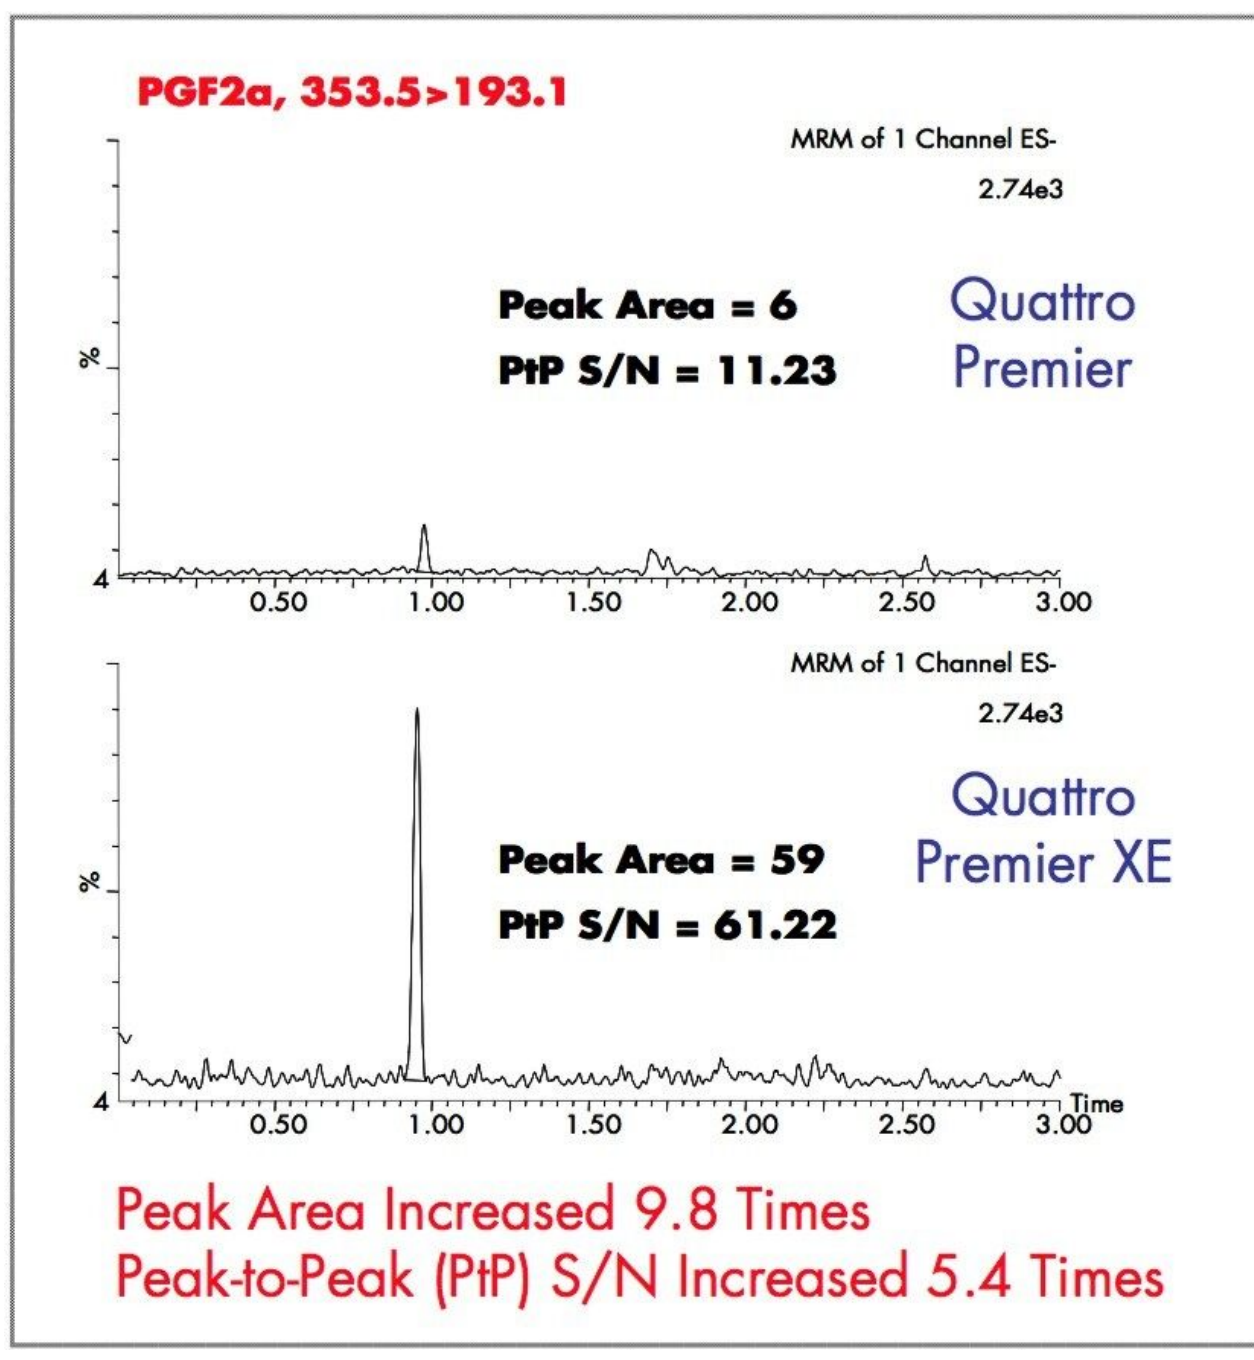 PGF2a, 353.5>193.1
MRM of 1 Channel ES-
2.74e3
Peak Area = 6
PtP S/N = 11.23
Quattro
Premier
%
4
0.50 1.00 1.50 2.00 2.50 3.00
MRM of 1 Channel ES-
2.74e3
Quattro
Premier XE
Peak Area = 59
PtP S/N = 61.22
%
4
Time
0.50 1.00 1.50 2.00 2.50 3.00
Peak Area Increased 9.8 Times
Peak-to-Peak (PtP) S/N Increased 5.4 Times